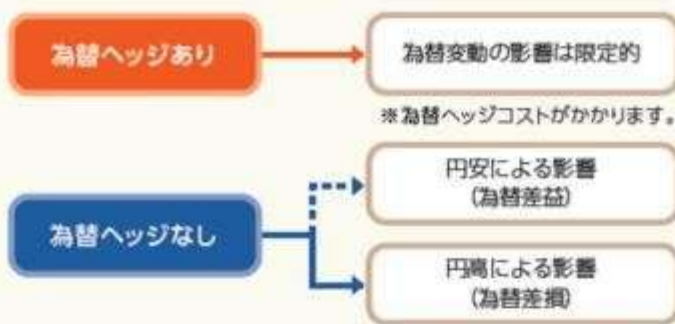 為替ヘッジあり
為替変動の影響は限定的
※為替ヘッジコストがかかります。
為替ヘッジなし
円安による影響
(為替差益)
円高による影響
(為替差損)